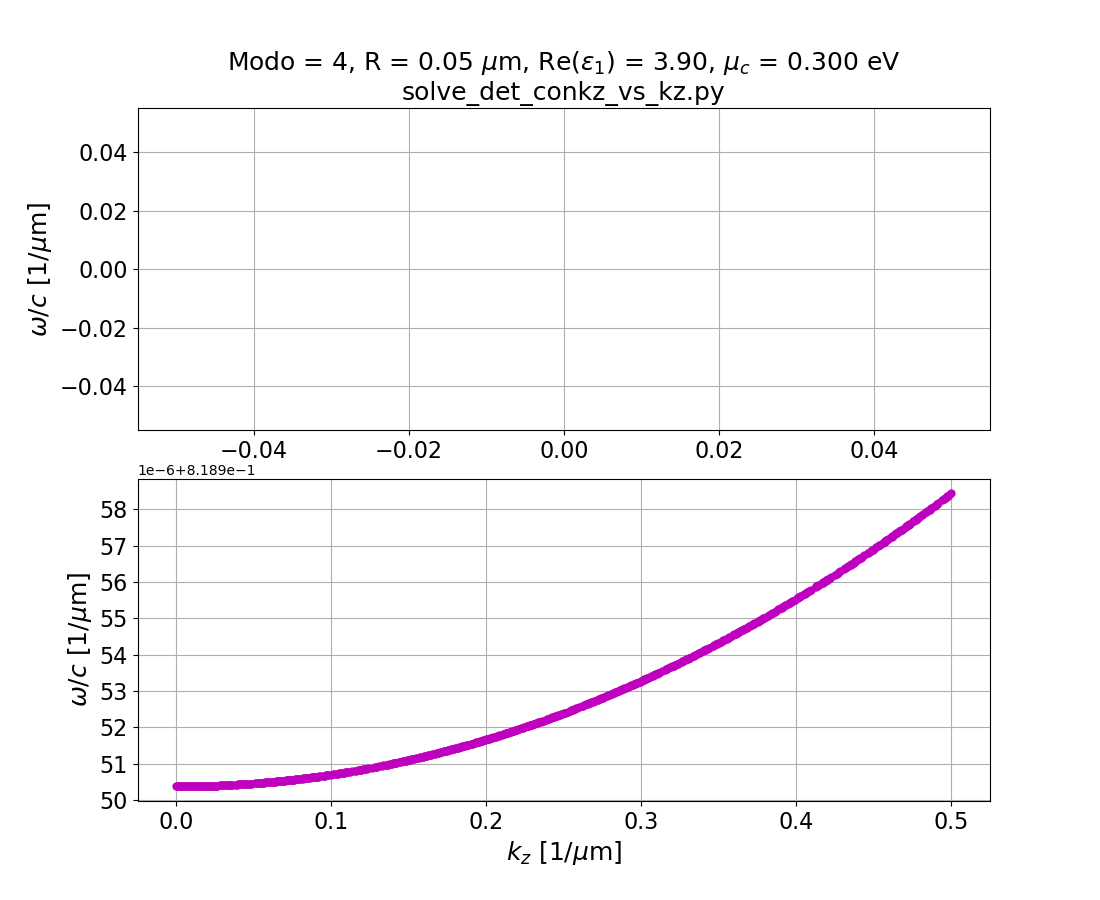 Modo = 4, R = 0.05 μm, Re(ε₁) = 3.90, μ_c = 0.300 eV
solve_det_conkz_vs_kz.py
ω/c [1/μm]
0.04
0.02
0.00
−0.02
−0.04
−0.04 −0.02 0.00 0.02 0.04
1e−6+8.189e−1
ω/c [1/μm]
58
57
56
55
54
53
52
51
50
0.0 0.1 0.2 0.3 0.4 0.5
k_z [1/μm]